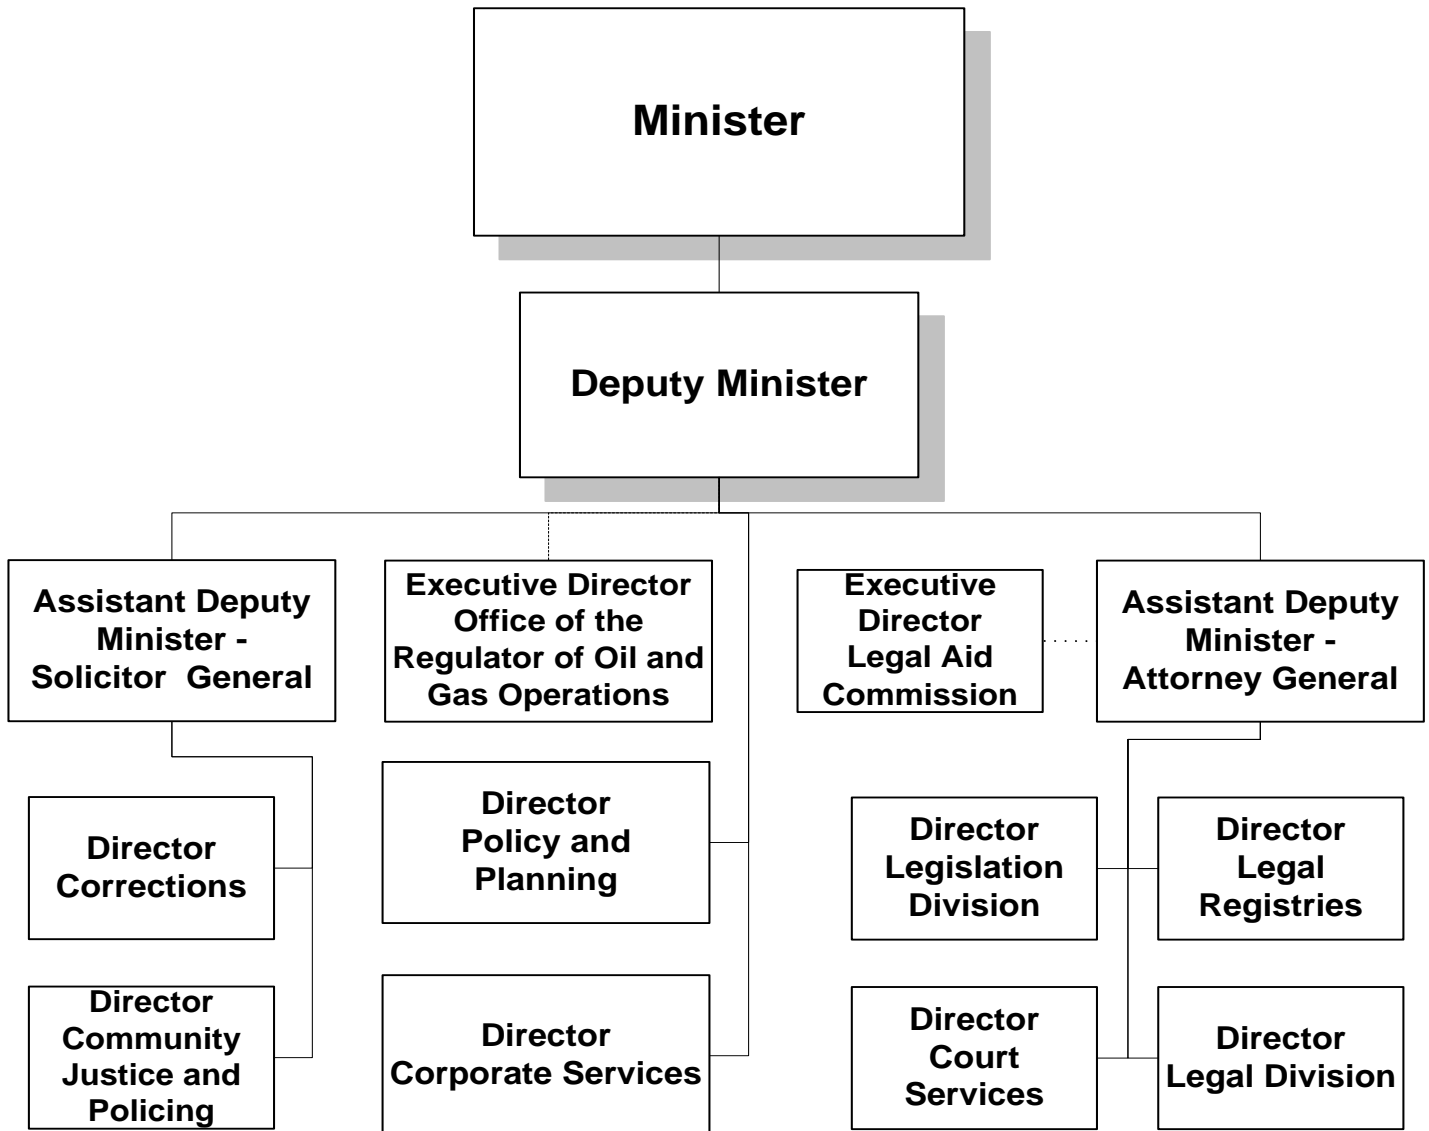 Minister
Deputy Minister
Assistant Deputy
Minister -
Solicitor General
Executive Director
Office of the
Regulator of Oil and
Gas Operations
Executive
Director
Legal Aid
Commission
Assistant Deputy
Minister -
Attorney General
Director
Corrections
Director
Policy and
Planning
Director
Legislation
Division
Director
Legal
Registries
Director
Community
Justice and
Policing
Director
Corporate Services
Director
Court
Services
Director
Legal Division